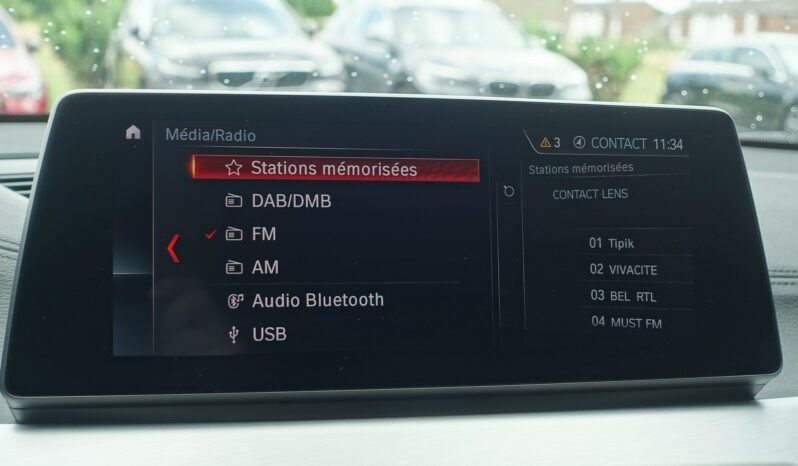 Média/Radio
3 CONTACT 11:34
Stations mémorisées
DAB/DMB
FM
AM
Audio Bluetooth
USB
Stations mémorisées
CONTACT LENS
01 Tipik
02 VIVACITE
03 BEL RTL
04 MUST FM